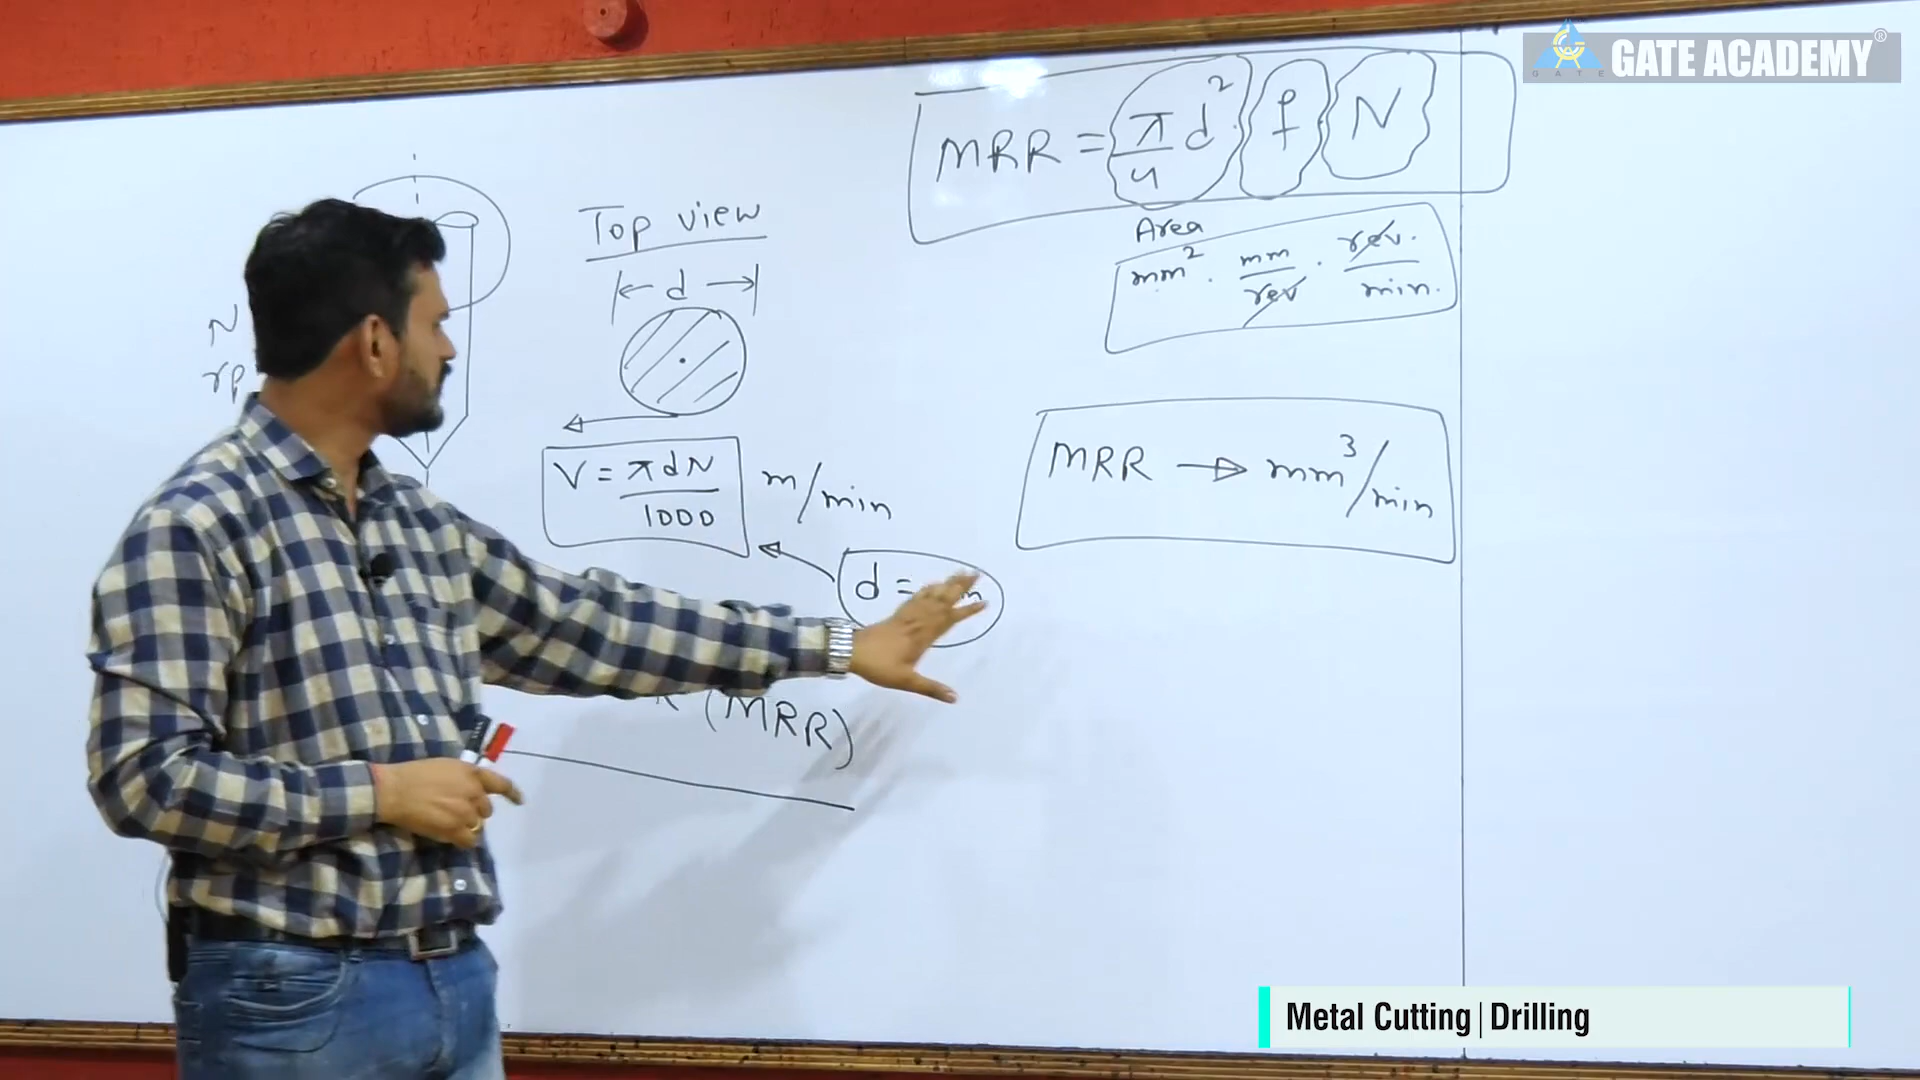 GATE ACADEMY®
GATE
MRR = π/4 d² · f · N
Area
mm² · mm/rev · rev./min.
Top view
d
N
V = πdN/1000 m/min
MRR → mm³/min
d =
(MRR)
Metal Cutting | Drilling